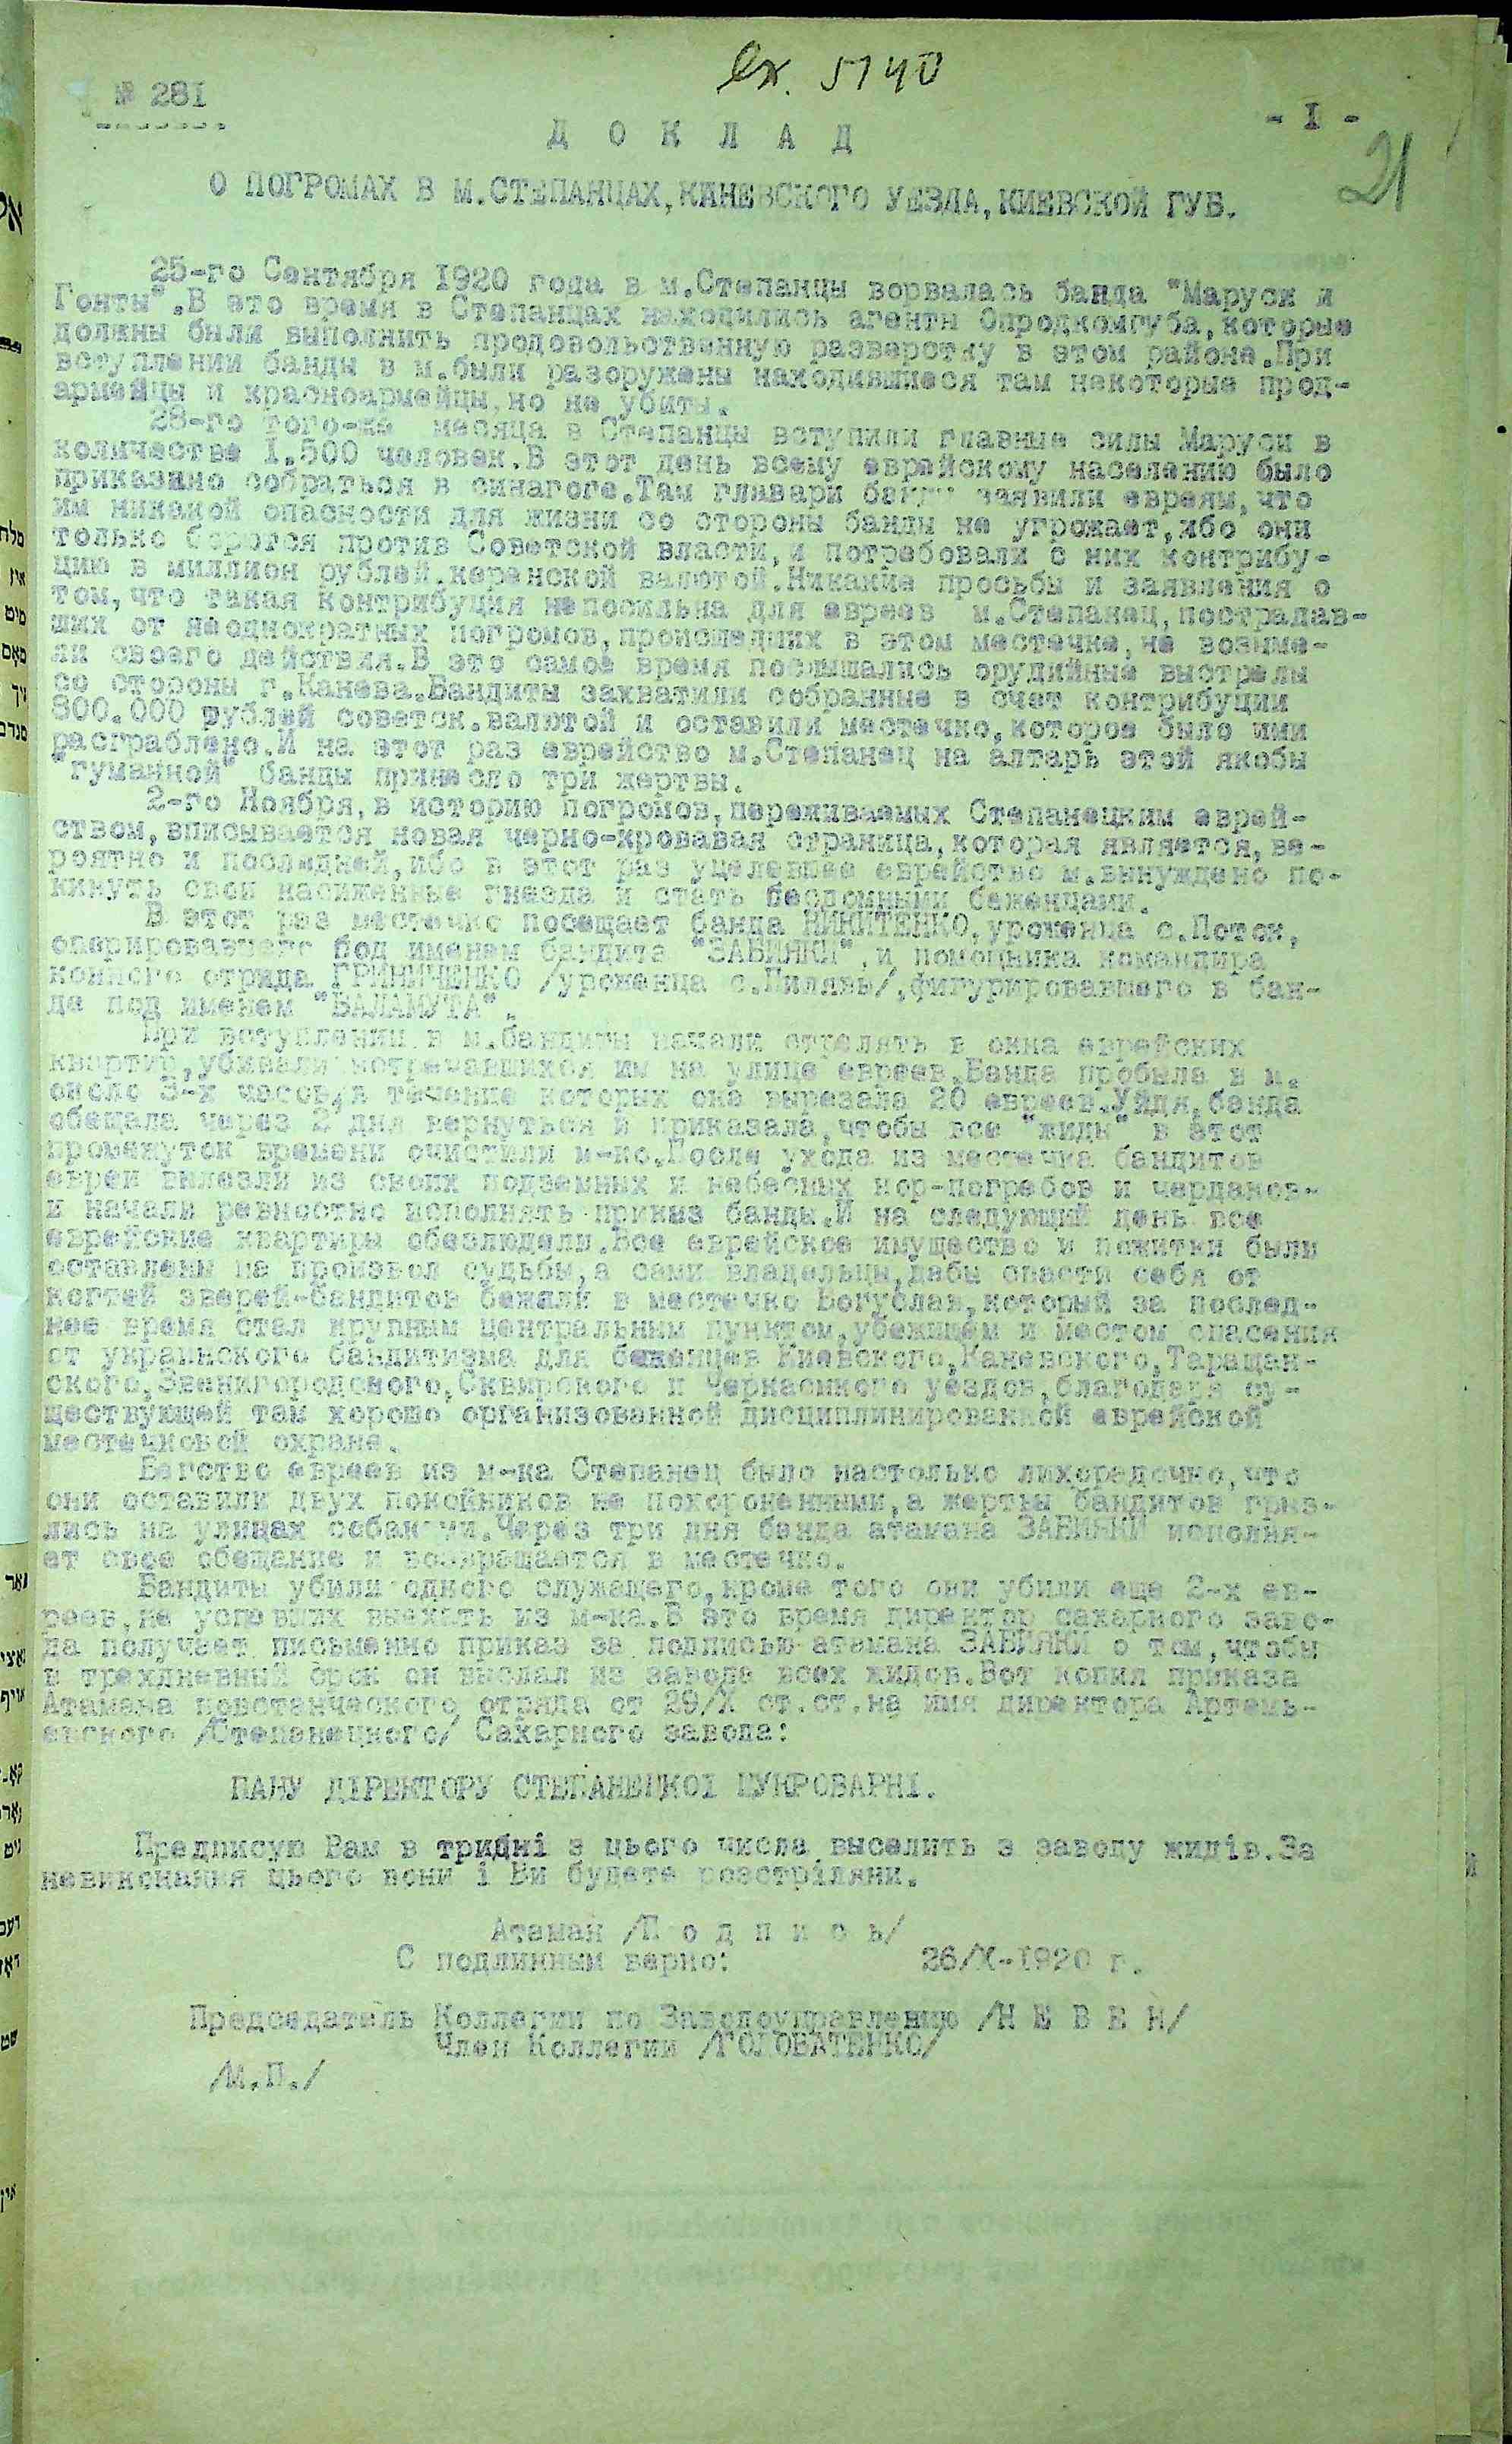 Вх. 5140
№ 281
- I -
21
Д О К Л А Д
О ПОГРОМАХ В М.СТЕПАНЦАХ,КАНЕВСКОГО УЕЗДА,КИЕВСКОЙ ГУБ.
25-го Сентября 1920 года в м.Степанцы ворвалась банда "Маруси и
Гонты".В это время в Степанцах находились агенты Опродкомгуба,которые
должны были выполнить продовольственную разверстку в этом районе.При
вступлении банды в м.были разоружены находившиеся там некоторые прод-
армейцы и красноармейцы,но не убиты.
28-го того-же месяца в Степанцы вступили главные силы Маруси в
количестве 1.500 человек.В этот день всему еврейскому населению было
приказано собраться в синагоге.Там главари банды заявили евреям,что
им никакой опасности для жизни со стороны банды не угрожает,ибо они
только борются против Советской власти,и потребовали с них контрибу-
цию в миллион рублей.керенской валютой.Никакие просьбы и заявления о
том,что такая контрибуция непосильна для евреев м.Степанец,пострадав-
ших от неоднократных погромов,происшедших в этом местечке,не возыме-
ли своего действия.В это самое время послышались орудийные выстрелы
со стороны г.Канева.Бандиты захватили собранные в счет контрибуции
800.000 рублей советск.валютой и оставили местечко,которое было ими
разграблено.И на этот раз еврейство м.Степанец на алтарь этой якобы
"гуманной" банды принесло три жертвы.
2-го Ноября,в историю погромов,переживаемых Степанецким еврей-
ством,вписывается новая черно-кровавая страница,которая является,ве-
роятно и последней,ибо в этот раз уцелевшее еврейство м.вынуждено по-
кинуть свои насиженные гнезда и стать бездомными беженцами.
В этот раз местечко посещает банда НИКИТЕНКО,уроженца с.Поток,
оперировавшего под именем бандита "ЗАБИЯКИ",и помощника командира
конного отряда ГРИНИЧЕНКО /уроженца с.Пилявы/,фигурировавшего в бан-
де под именем "БАЛАМУТА".
При вступлении в м.бандиты начали стрелять в окна еврейских
квартир,убивали встречавшихся им на улице евреев.Банда пробыла в м.
около 3-х часов,в течение которых она вырезала 20 евреев.Уйдя,банда
обещала через 2 дня вернуться и приказала,чтобы все "жиды" в этот
промежуток времени очистили м-ко.После ухода из местечка бандитов
евреи вылезли из своих подземных и небесных нор-погребов и чердаков-
и начали ревностно исполнять приказ банды.И на следующий день все
еврейские квартиры обезлюдели.Все еврейское имущество и пожитки были
оставлены на произвол судьбы,а сами владельцы,дабы спасти себя от
когтей зверей-бандитов бежали в местечко Богуслав,который за послед-
нее время стал крупным центральным пунктом,убежищем и местом спасения
от украинского бандитизма для беженцев Киевского,Каневского,Таращан-
ского,Звенигородского,Сквирского и Черкасского уездов,благодаря су-
ществующей там хорошо организованной дисциплинированной еврейской
местечковой охране.
Бегство евреев из м-ка Степанец было настолько лихорадочно,что
они оставили двух покойников не похороненными,а жертвы бандитов грыз-
лись на улицах собаками.Через три дня банда атамана ЗАБИЯКИ исполня-
ет свое обещание и возвращается в местечко.
Бандиты убили одного служащего,кроме того они убили еще 2-х ев-
реев,не успевших выехать из м-ка.В это время директор сахарного заво-
да получает письменно приказ за подписью атамана ЗАБИЯКИ о том,чтобы
в трехдневный срок он выслал из завода всех жидов.Вот копия приказа
Атамана повстанческого отряда от 29/X ст.ст.на имя директора Артемь-
евского /Степанецкого/ Сахарного завода:
ПАНУ ДІРЕКТОРУ СТЕПАНЕЦКОІ ЦУКРОВАРНІ.
Предписую Вам в тридні з цього числа выселить з заводу жидів.За
невиконання цього вони і Ви будете розстріляни.
Атаман /П о д п и с ь/
С подлинным верно: 26/X-1920 г.
Председатель Коллегии по Заводоуправлению /Н Е В Е Н/
Член Коллегии /ГОЛОВАТЕНКО/
/М.П./